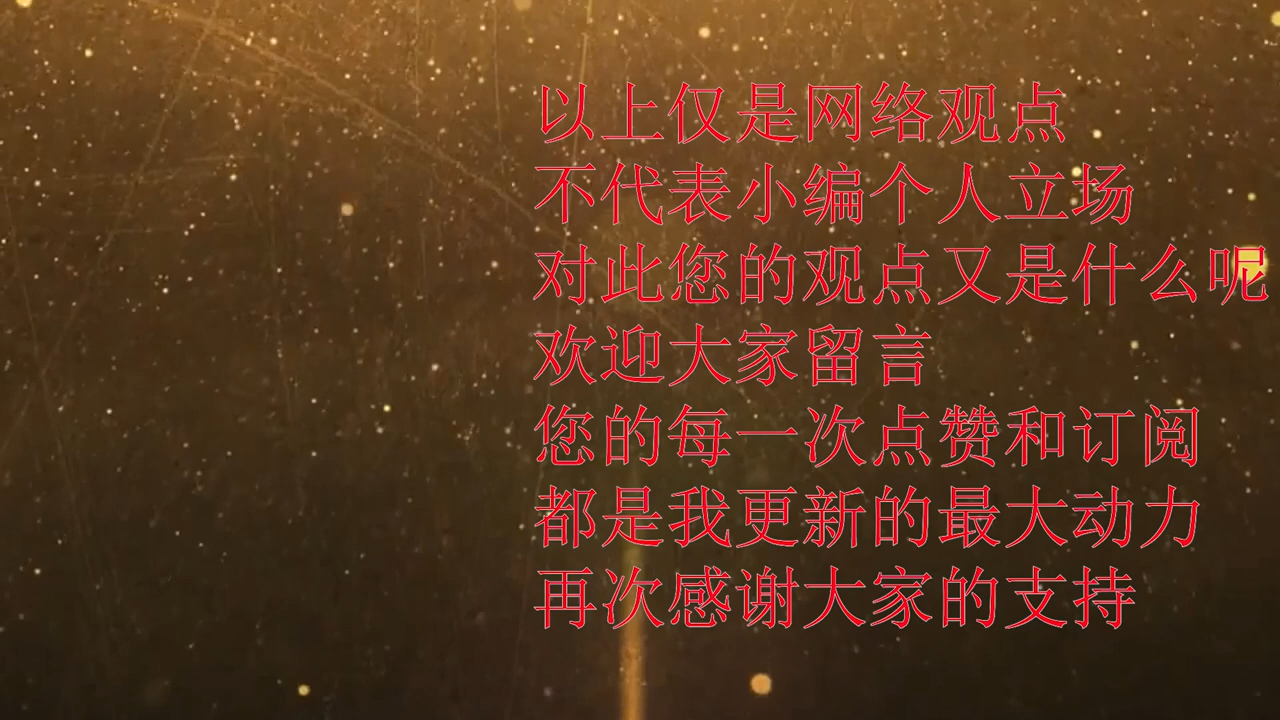 以上仅是网络观点
不代表小编个人立场
对此您的观点又是什么呢
欢迎大家留言
您的每一次点赞和订阅
都是我更新的最大动力
再次感谢大家的支持